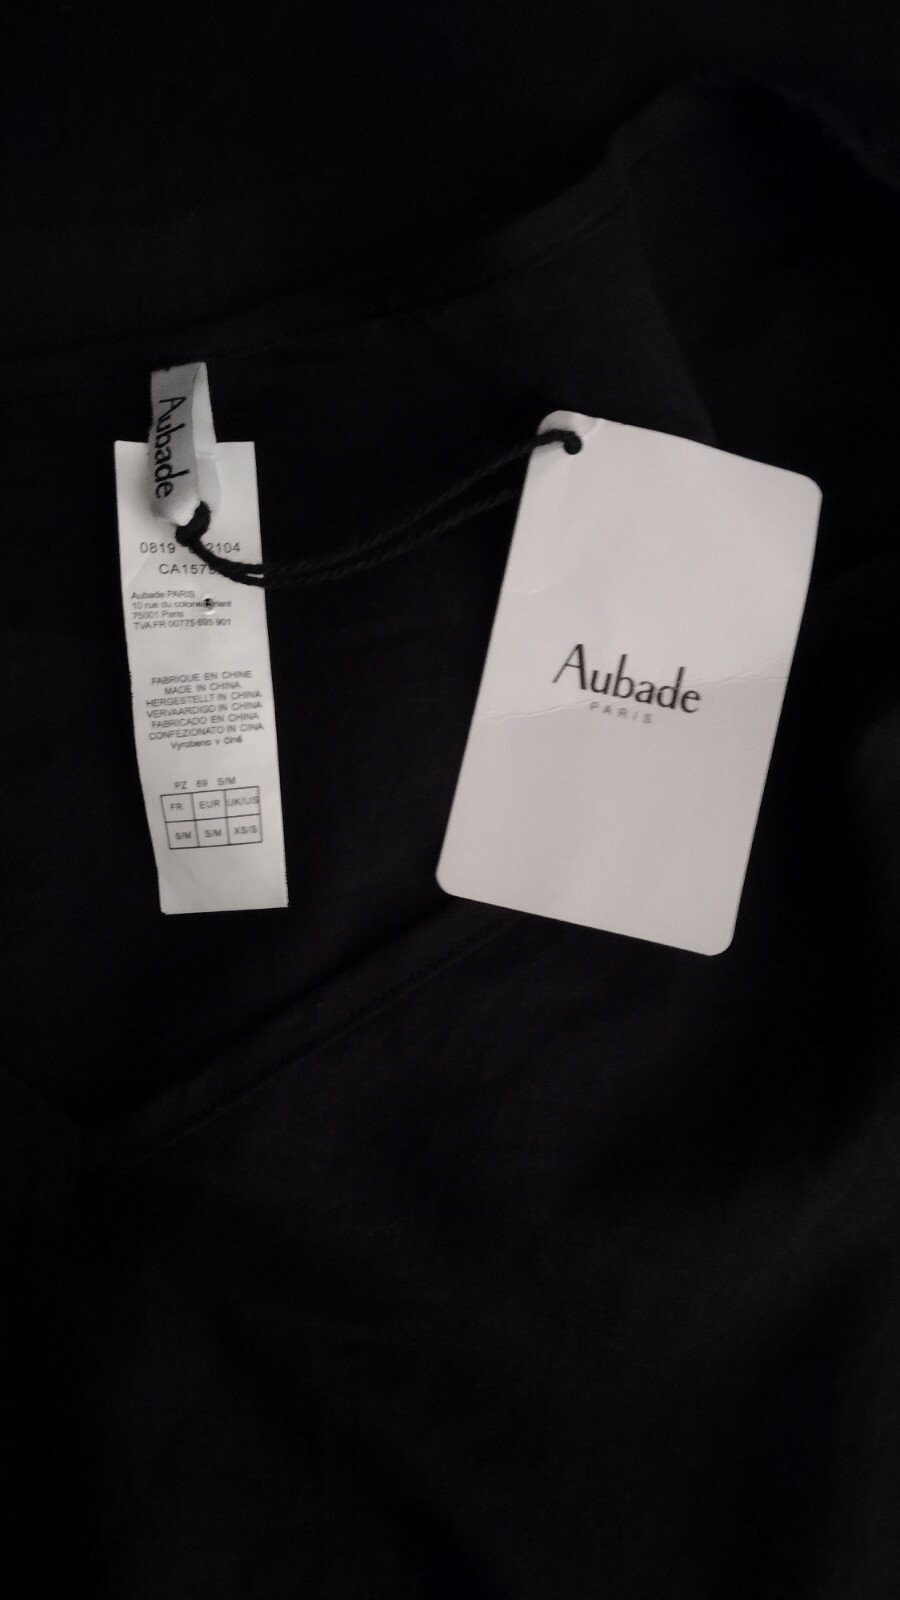 Aubade
0819 2104
CA157
Aubade PARIS
10 rue du colonel
75001 Paris
TVA FR 00775 695 901
FABRIQUE EN CHINE
MADE IN CHINA
HERGESTELLT IN CHINA
VERVAARDIGD IN CHINA
FABRICADO EN CHINA
CONFEZIONATO IN CINA
Vyrobeno v číně
PZ 69 S/M
FR EUR UK/US
S/M S/M XS/S
Aubade
PARIS